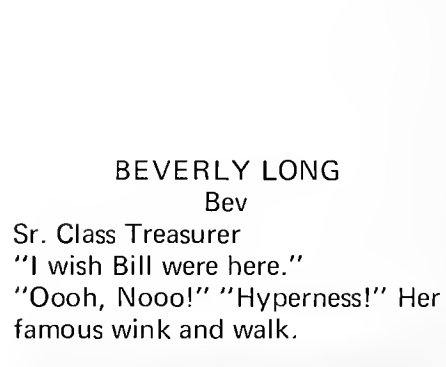 BEVERLY LONG
Bev
Sr. Class Treasurer
"I wish Bill were here."
"Oooh, Nooo!" "Hyperness!" Her
famous wink and walk.